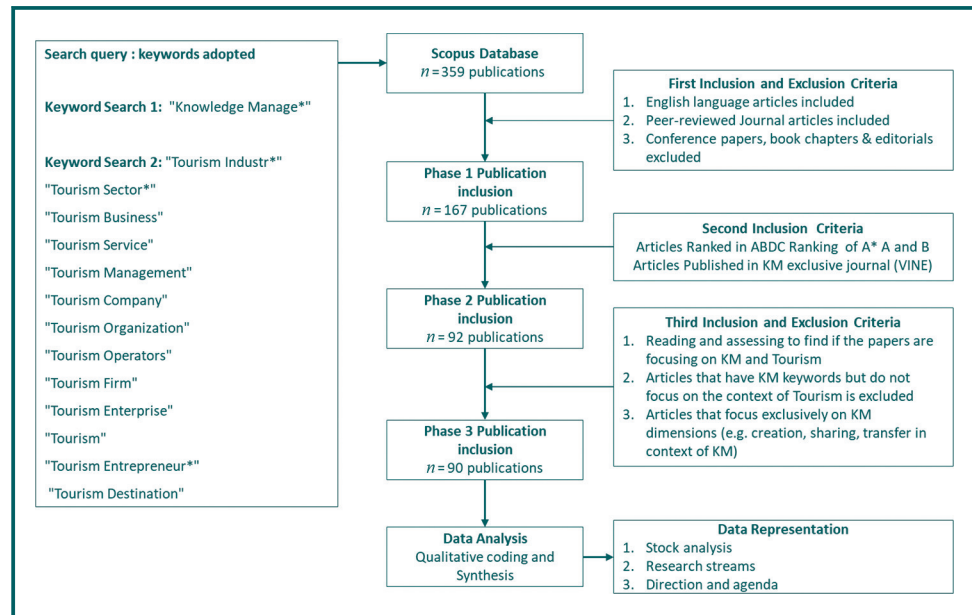 Search query : keywords adopted
Keyword Search 1: "Knowledge Manage*"
Keyword Search 2: "Tourism Industr*"
"Tourism Sector*"
"Tourism Business"
"Tourism Service"
"Tourism Management"
"Tourism Company"
"Tourism Organization"
"Tourism Operators"
"Tourism Firm"
"Tourism Enterprise"
"Tourism"
"Tourism Entrepreneur*"
"Tourism Destination"
Scopus Database
n = 359 publications
First Inclusion and Exclusion Criteria
1. English language articles included
2. Peer-reviewed Journal articles included
3. Conference papers, book chapters & editorials
excluded
Phase 1 Publication
inclusion
n = 167 publications
Second Inclusion Criteria
Articles Ranked in ABDC Ranking of A* A and B
Articles Published in KM exclusive journal (VINE)
Phase 2 Publication
inclusion
n = 92 publications
Third Inclusion and Exclusion Criteria
1. Reading and assessing to find if the papers are
focusing on KM and Tourism
2. Articles that have KM keywords but do not
focus on the context of Tourism is excluded
3. Articles that focus exclusively on KM
dimensions (e.g. creation, sharing, transfer in
context of KM)
Phase 3 Publication
inclusion
n = 90 publications
Data Analysis
Qualitative coding and
Synthesis
Data Representation
1. Stock analysis
2. Research streams
3. Direction and agenda